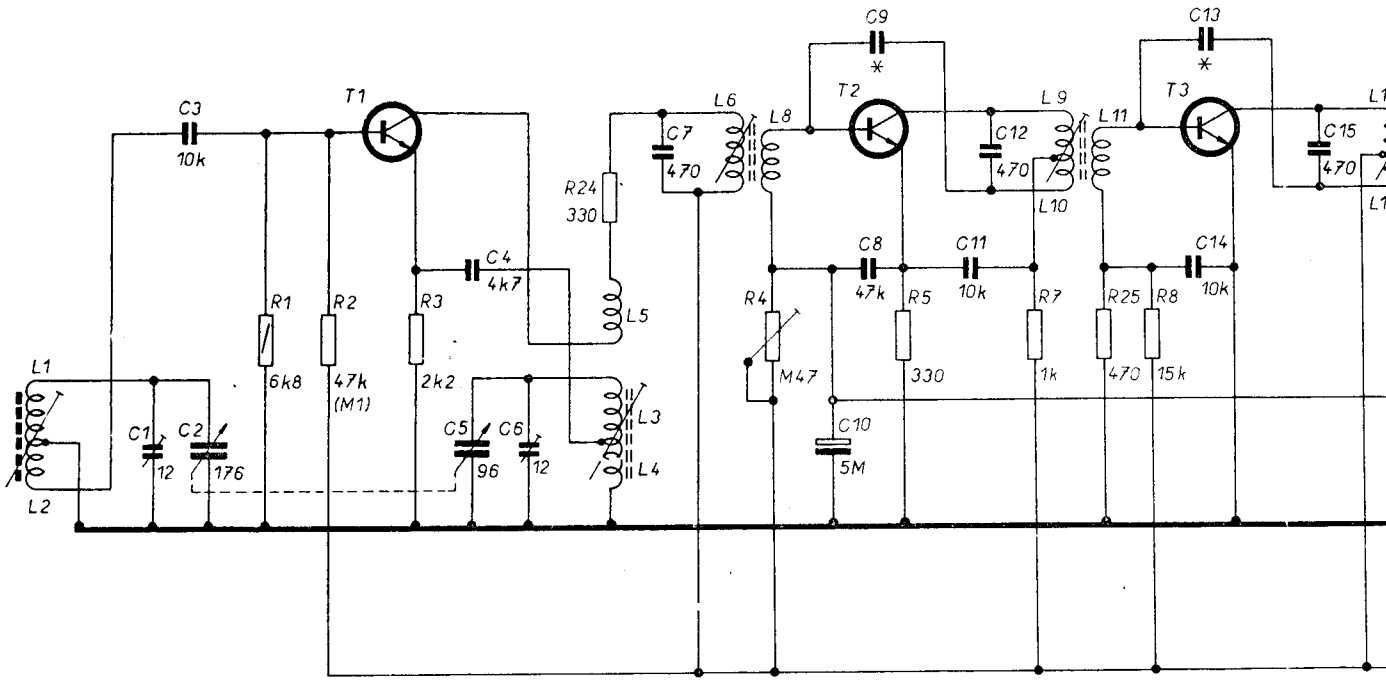 C9
*
C13
*
C3
10k
T1
C7
470
L6
L8
T2
C12
470
L9
L10
L11
T3
C15
470
R24
330
C4
4k7
L5
R1
6k8
R2
47k
(M1)
R3
2k2
C8
47k
C11
10k
C14
10k
R4
M47
R5
330
R7
1k
R25
470
R8
15k
L1
L2
C1
12
C2
176
C5
96
C6
12
L3
L4
C10
5M